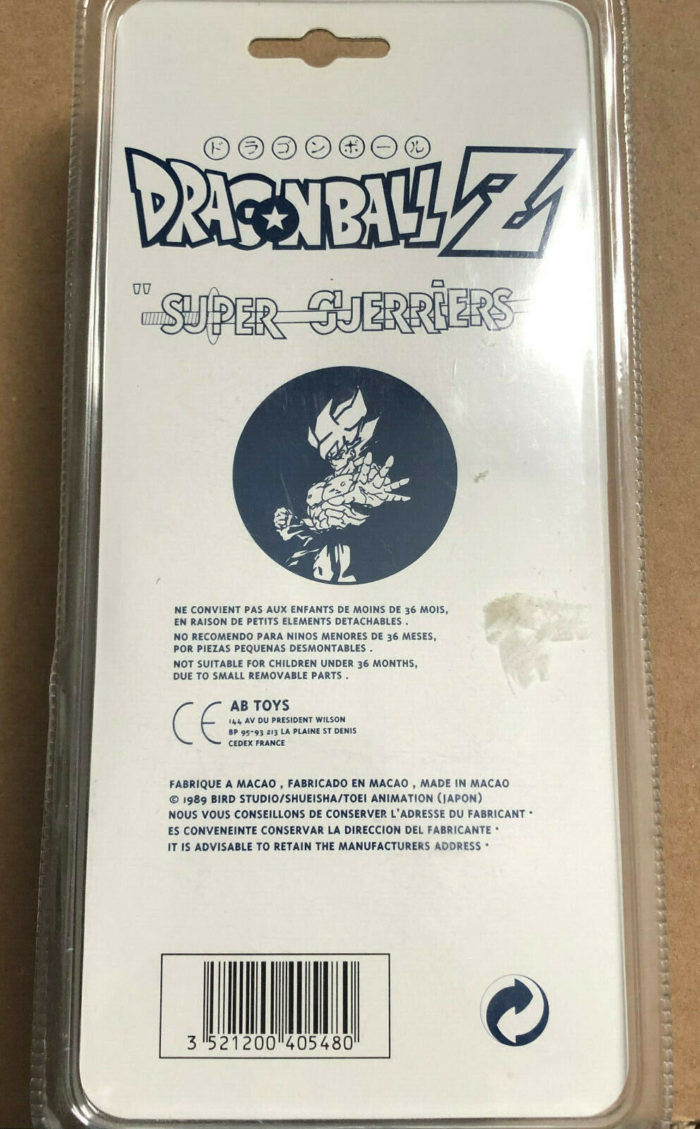 ドラゴンボール
DRAGONBALL Z
" SUPER GUERRIERS
NE CONVIENT PAS AUX ENFANTS DE MOINS DE 36 MOIS,
EN RAISON DE PETITS ELEMENTS DETACHABLES .
NO RECOMENDO PARA NINOS MENORES DE 36 MESES,
POR PIEZAS PEQUENAS DESMONTABLES .
NOT SUITABLE FOR CHILDREN UNDER 36 MONTHS,
DUE TO SMALL REMOVABLE PARTS .
CE
AB TOYS
144 AV DU PRESIDENT WILSON
BP 95-93 213 LA PLAINE ST DENIS
CEDEX FRANCE
FABRIQUE A MACAO , FABRICADO EN MACAO , MADE IN MACAO
© 1989 BIRD STUDIO/SHUEISHA/TOEI ANIMATION (JAPON)
NOUS VOUS CONSEILLONS DE CONSERVER L'ADRESSE DU FABRICANT •
ES CONVENEINTE CONSERVAR LA DIRECCION DEL FABRICANTE •
IT IS ADVISABLE TO RETAIN THE MANUFACTURERS ADDRESS •
3 521200 405480